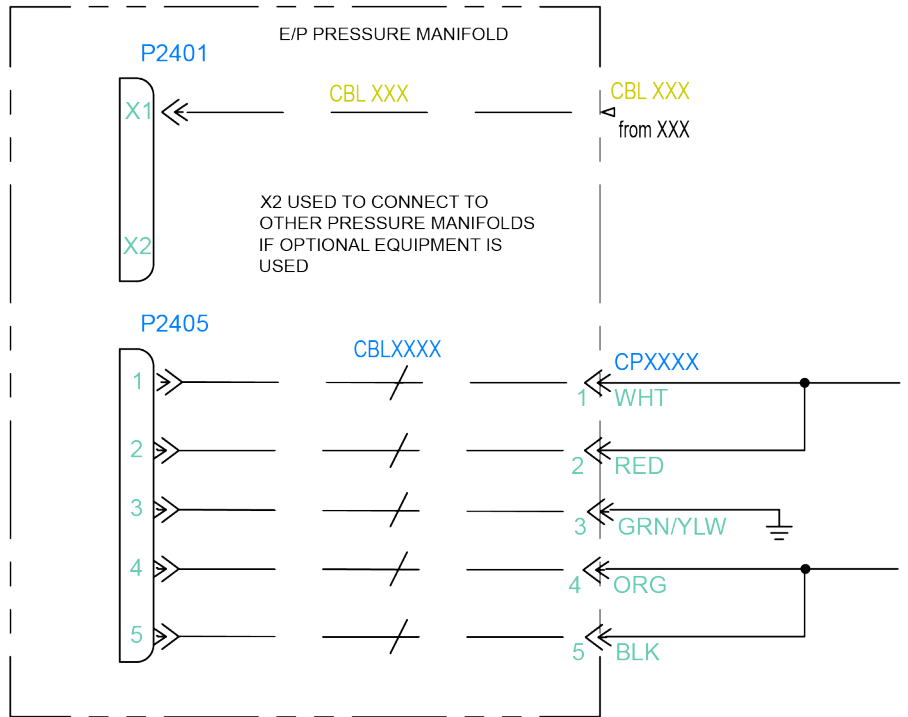 E/P PRESSURE MANIFOLD
P2401
X1
CBL XXX
CBL XXX
from XXX
X2 USED TO CONNECT TO
OTHER PRESSURE MANIFOLDS
IF OPTIONAL EQUIPMENT IS
USED
X2
P2405
CBLXXXX
CPXXXX
1
1
WHT
2
2
RED
3
3
GRN/YLW
4
4
ORG
5
5
BLK